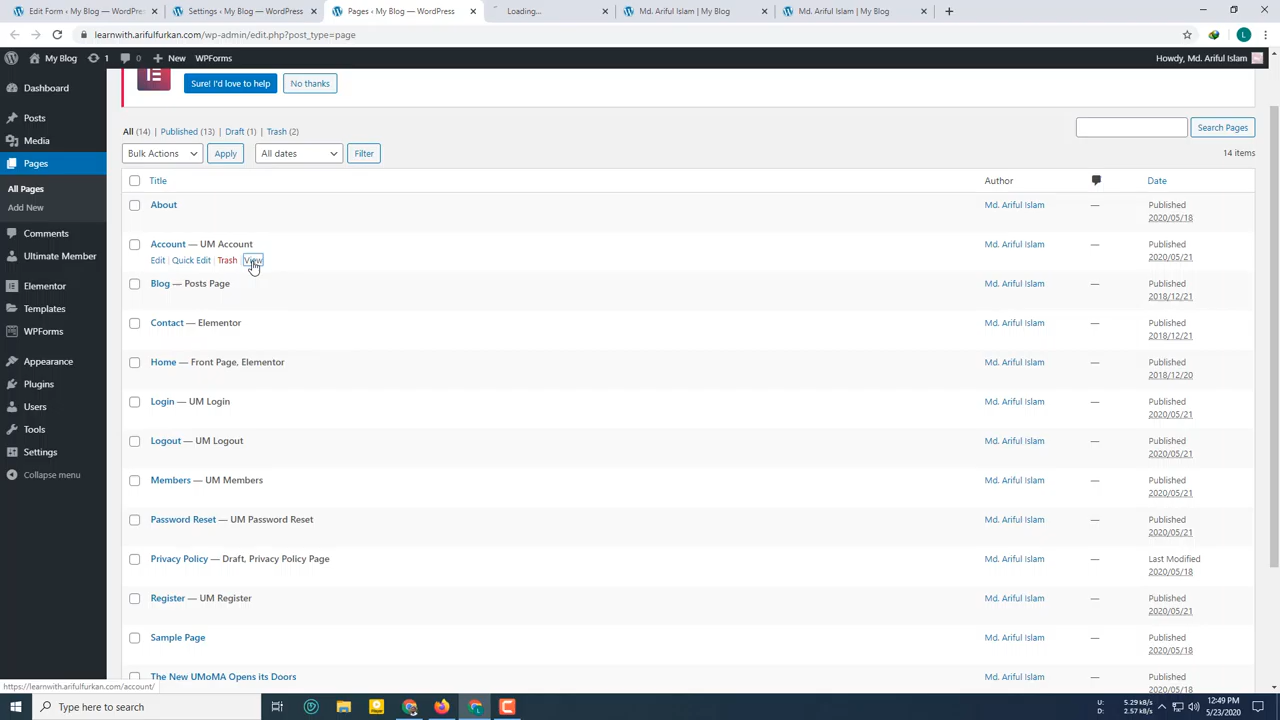 Edit Form ‹ My Blog — WordPres
Settings ‹ My Blog — WordPress
Pages ‹ My Blog — WordPress
Loading...
Md. Ariful Islam | My Blog
Md. Ariful Islam | My Blog
learnwith.arifulfurkan.com/wp-admin/edit.php?post_type=page
L
My Blog 1 0 New WPForms
Howdy, Md. Ariful Islam
Dashboard
Posts
Media
Pages
All Pages
Add New
Comments
Ultimate Member
Elementor
Templates
WPForms
Appearance
Plugins
Users
Tools
Settings
Collapse menu
Sure! I'd love to help No thanks
All (14) | Published (13) | Draft (1) | Trash (2)
Search Pages
Bulk Actions Apply All dates Filter
14 items
Title Author Date
About Md. Ariful Islam — Published
2020/05/18
Account — UM Account Md. Ariful Islam — Published
Edit | Quick Edit | Trash | View 2020/05/21
Blog — Posts Page Md. Ariful Islam — Published
2018/12/21
Contact — Elementor Md. Ariful Islam — Published
2018/12/21
Home — Front Page, Elementor Md. Ariful Islam — Published
2018/12/20
Login — UM Login Md. Ariful Islam — Published
2020/05/21
Logout — UM Logout Md. Ariful Islam — Published
2020/05/21
Members — UM Members Md. Ariful Islam — Published
2020/05/21
Password Reset — UM Password Reset Md. Ariful Islam — Published
2020/05/21
Privacy Policy — Draft, Privacy Policy Page Md. Ariful Islam — Last Modified
2020/05/18
Register — UM Register Md. Ariful Islam — Published
2020/05/21
Sample Page Md. Ariful Islam — Published
2020/05/18
The New UMoMA Opens its Doors Md. Ariful Islam — Published
2020/05/18
https://learnwith.arifulfurkan.com/account/
Type here to search
U: 5.29 kB/s
D: 2.57 kB/s
12:49 PM
5/23/2020